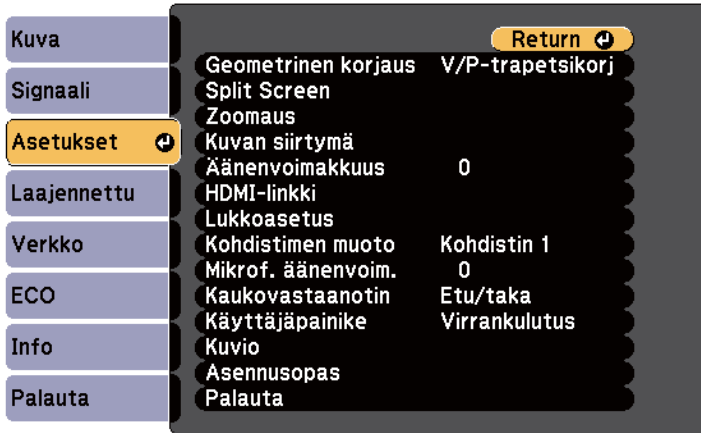 Kuva
Signaali
Asetukset
Laajennettu
Verkko
ECO
Info
Palauta
Return
Geometrinen korjaus V/P-trapetsikorj
Split Screen
Zoomaus
Kuvan siirtymä
Äänenvoimakkuus 0
HDMI-linkki
Lukkoasetus
Kohdistimen muoto Kohdistin 1
Mikrof. äänenvoim. 0
Kaukovastaanotin Etu/taka
Käyttäjäpainike Virrankulutus
Kuvio
Asennusopas
Palauta